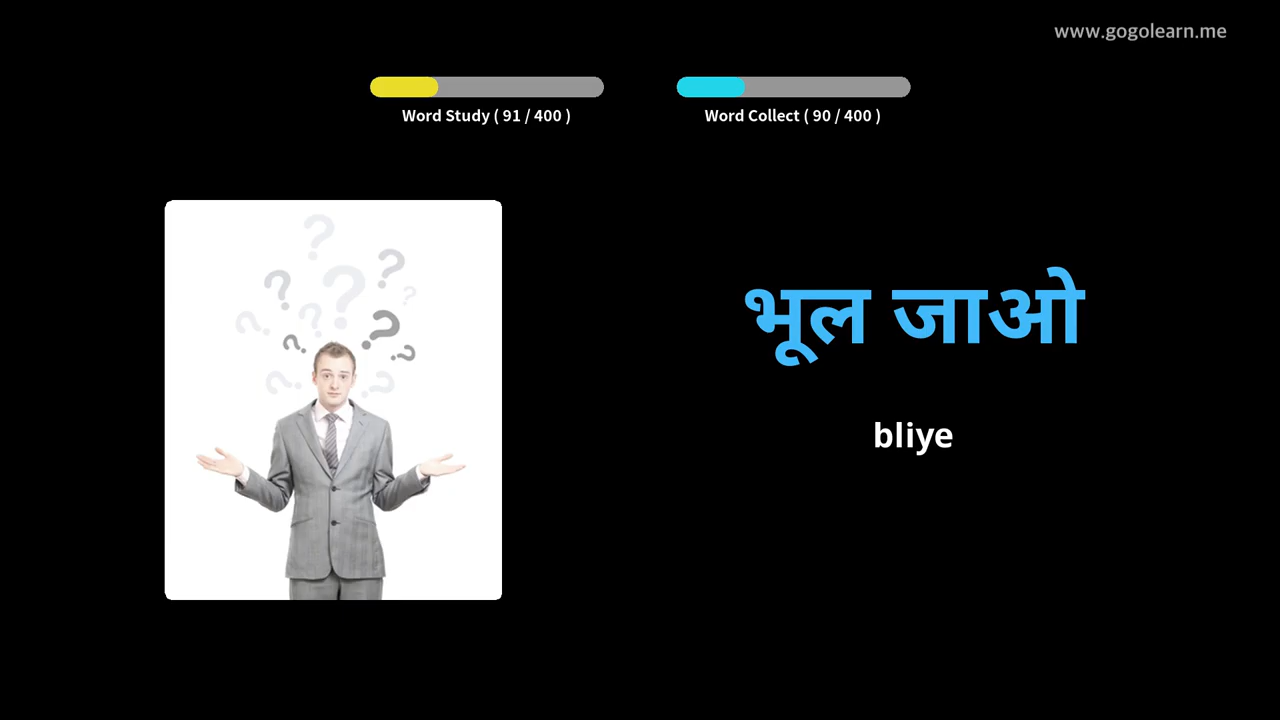 www.gogolearn.me
Word Study ( 91 / 400 )
Word Collect ( 90 / 400 )
भूल जाओ
bliye